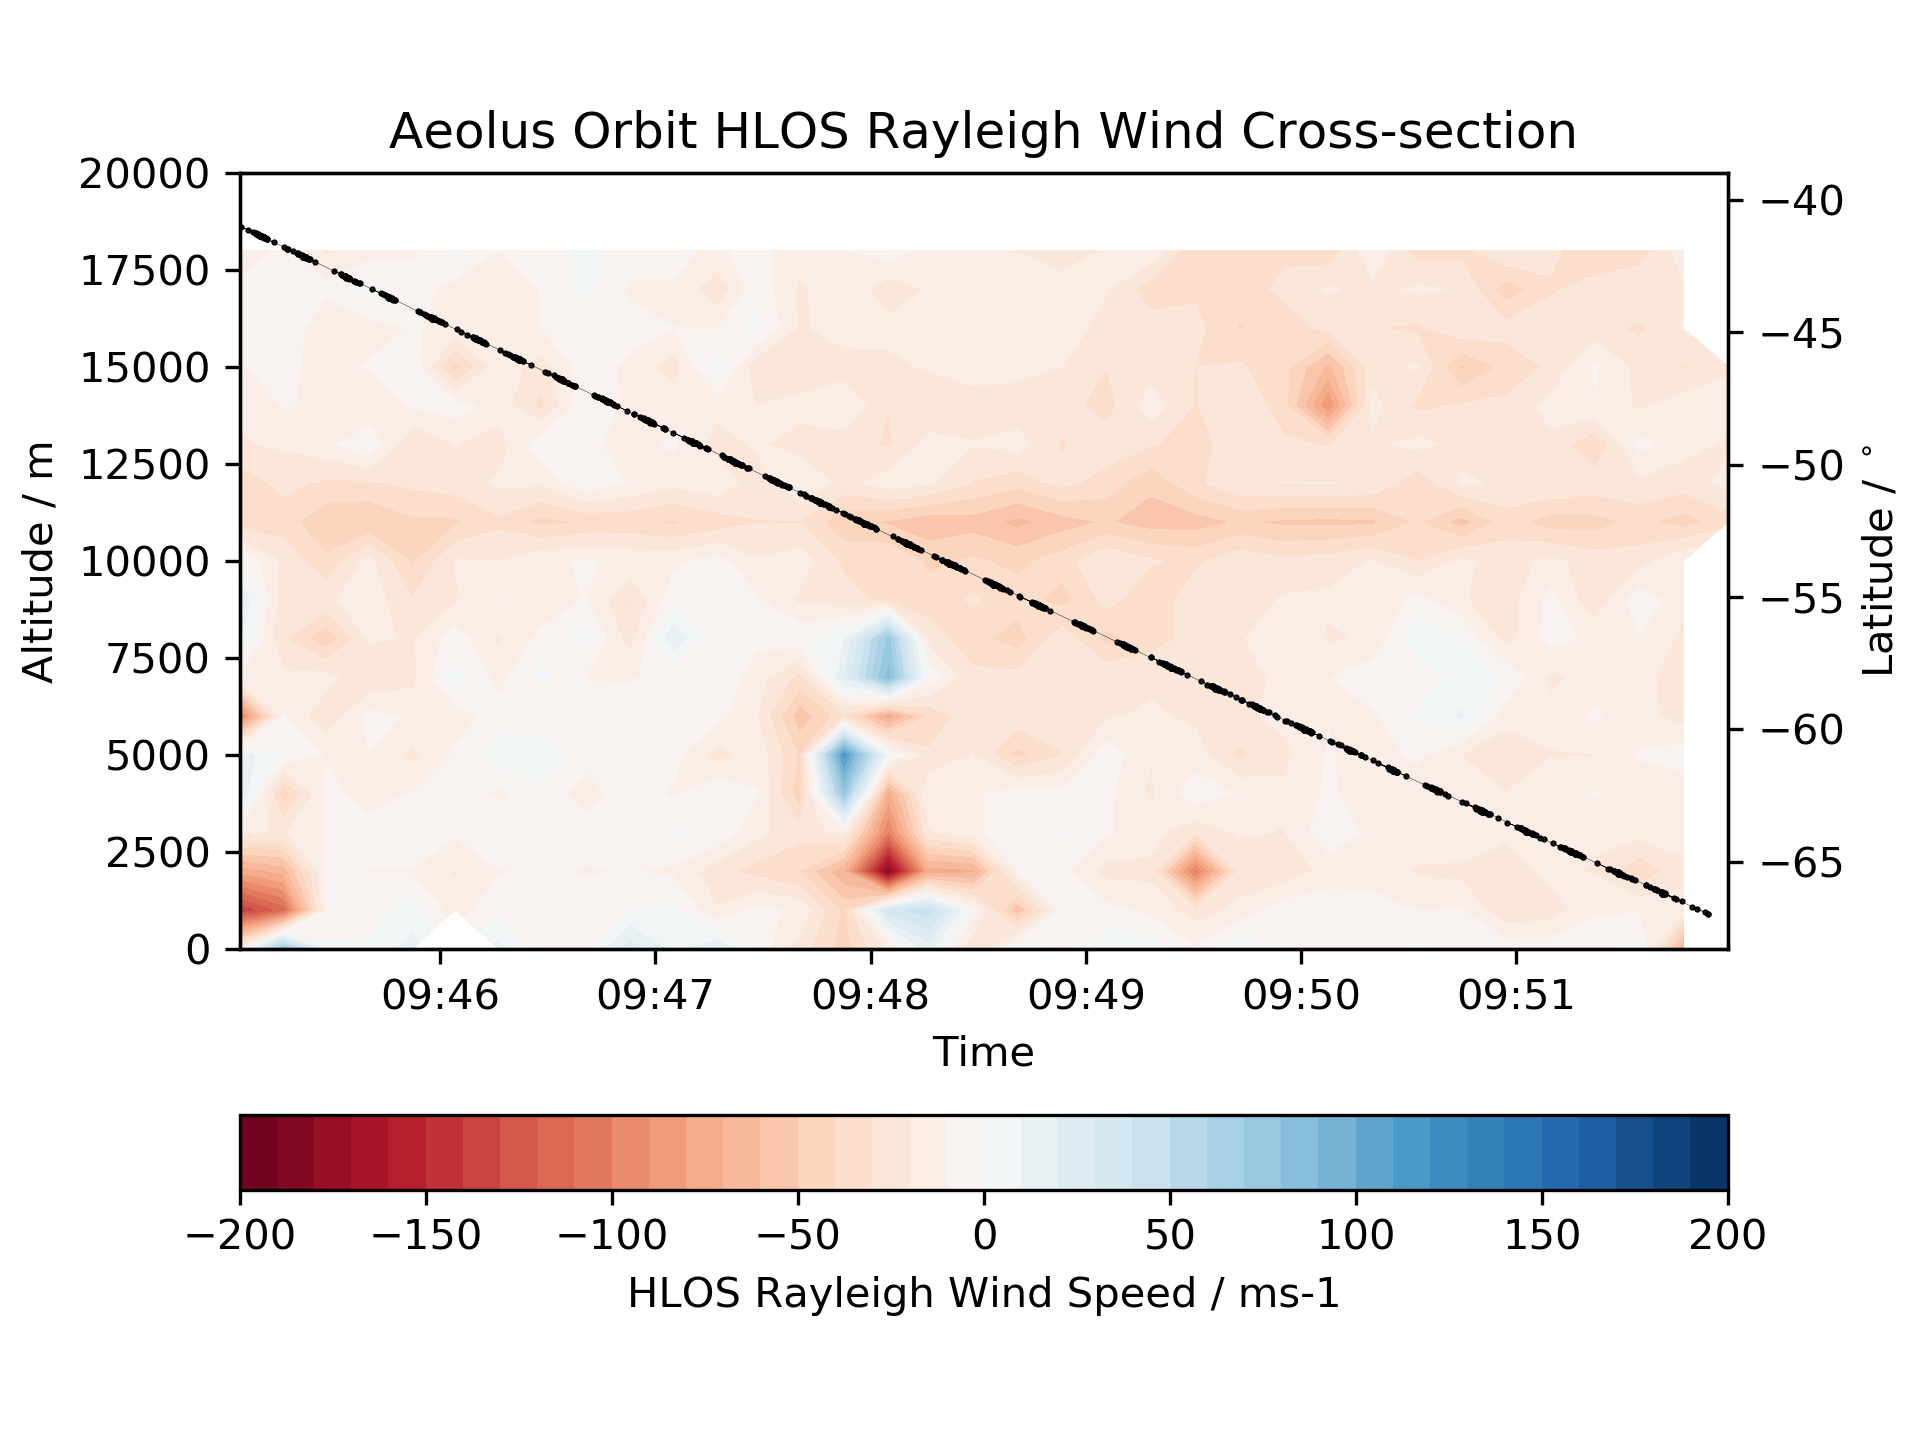 Aeolus Orbit HLOS Rayleigh Wind Cross-section
20000
17500
15000
12500
10000
7500
5000
2500
0
Altitude / m
−40
−45
−50
−55
−60
−65
Latitude / °
09:46 09:47 09:48 09:49 09:50 09:51
Time
−200 −150 −100 −50 0 50 100 150 200
HLOS Rayleigh Wind Speed / ms-1